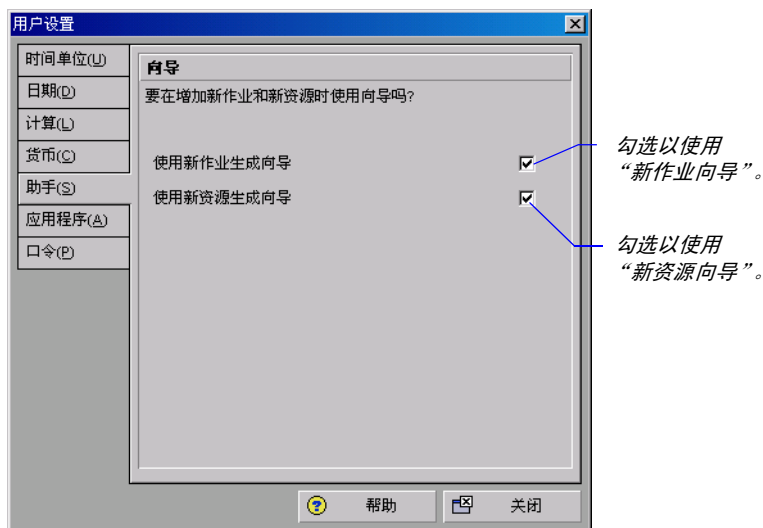 用户设置
时间单位(U)
日期(D)
计算(L)
货币(C)
助手(S)
应用程序(A)
口令(P)
向导
要在增加新作业和新资源时使用向导吗?
使用新作业生成向导
使用新资源生成向导
勾选以使用
“新作业向导”。
勾选以使用
“新资源向导”。
帮助
关闭